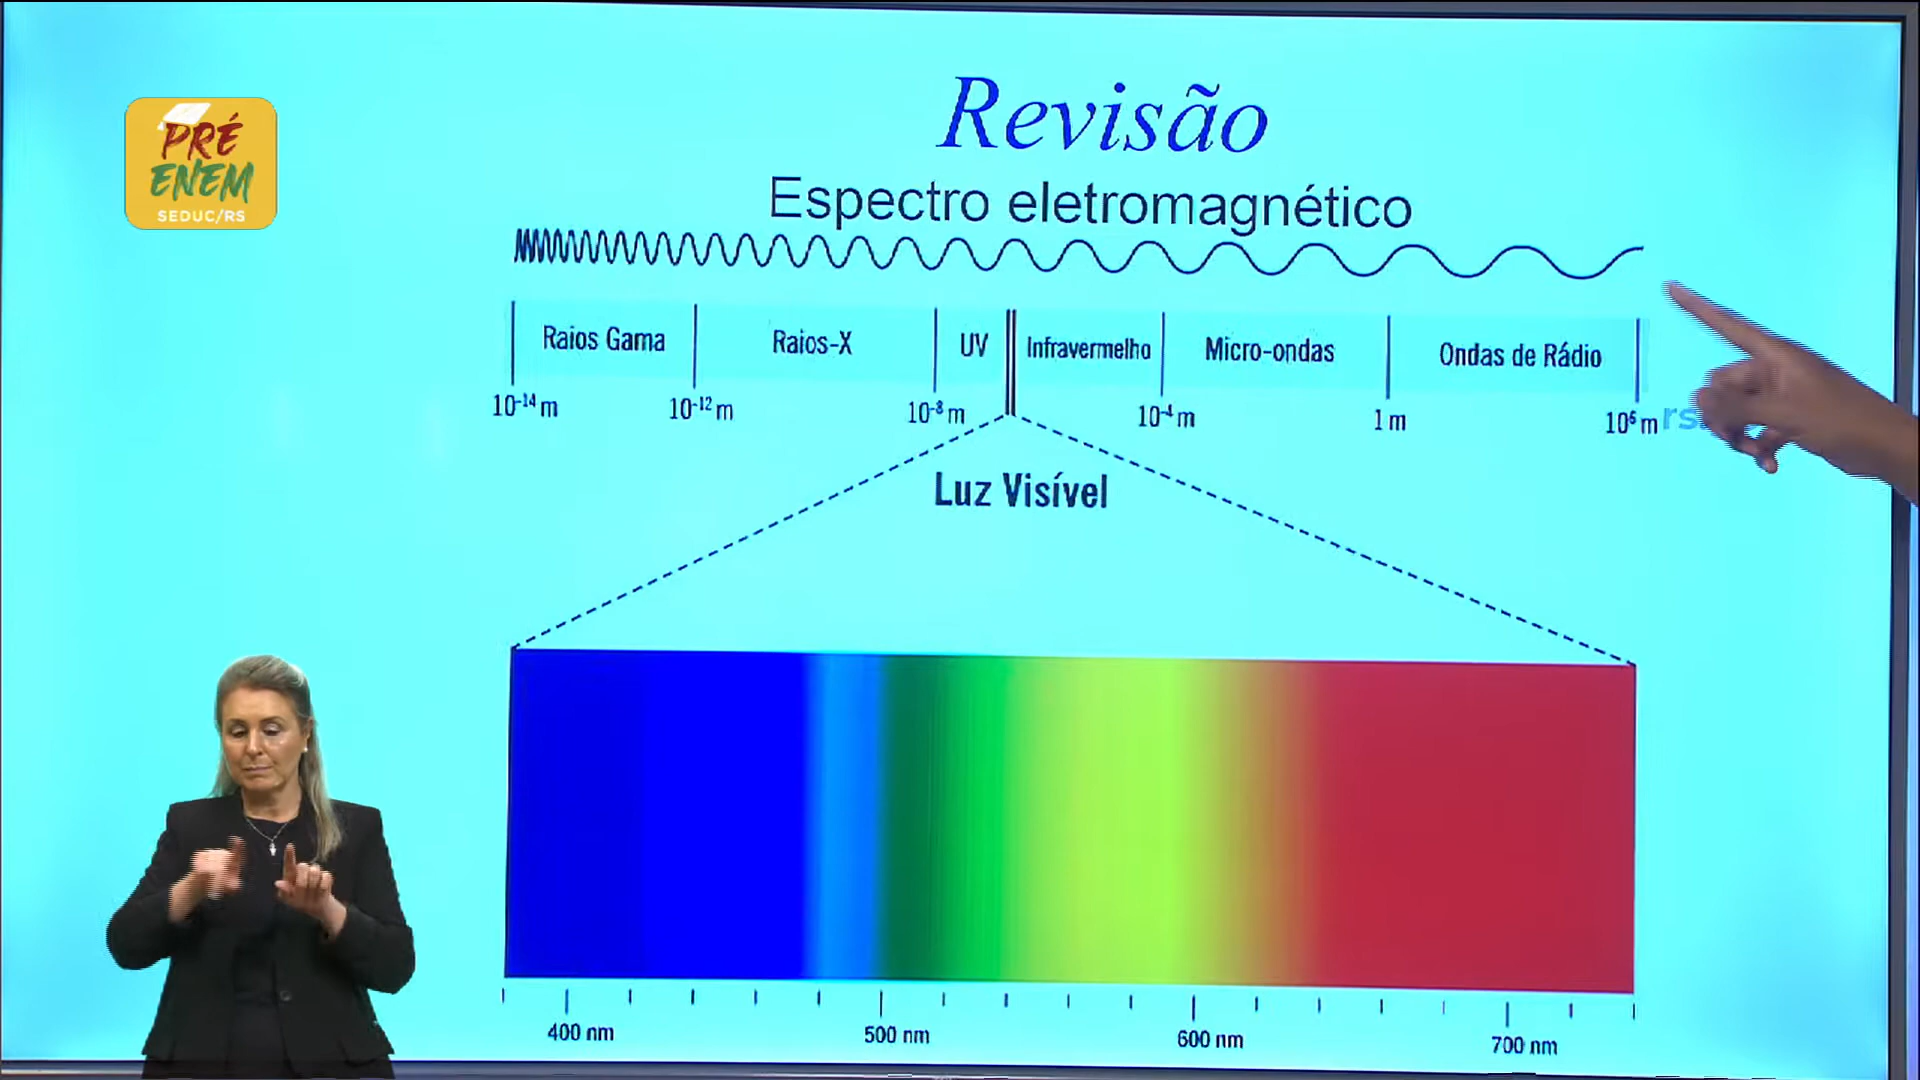 PRÉ
ENEM
SEDUC/RS
Revisão
Espectro eletromagnético
Raios Gama Raios-X UV Infravermelho Micro-ondas Ondas de Rádio
10⁻¹⁴ m 10⁻¹² m 10⁻⁸ m 10⁻⁴ m 1 m 10⁶ m
Luz Visível
400 nm 500 nm 600 nm 700 nm